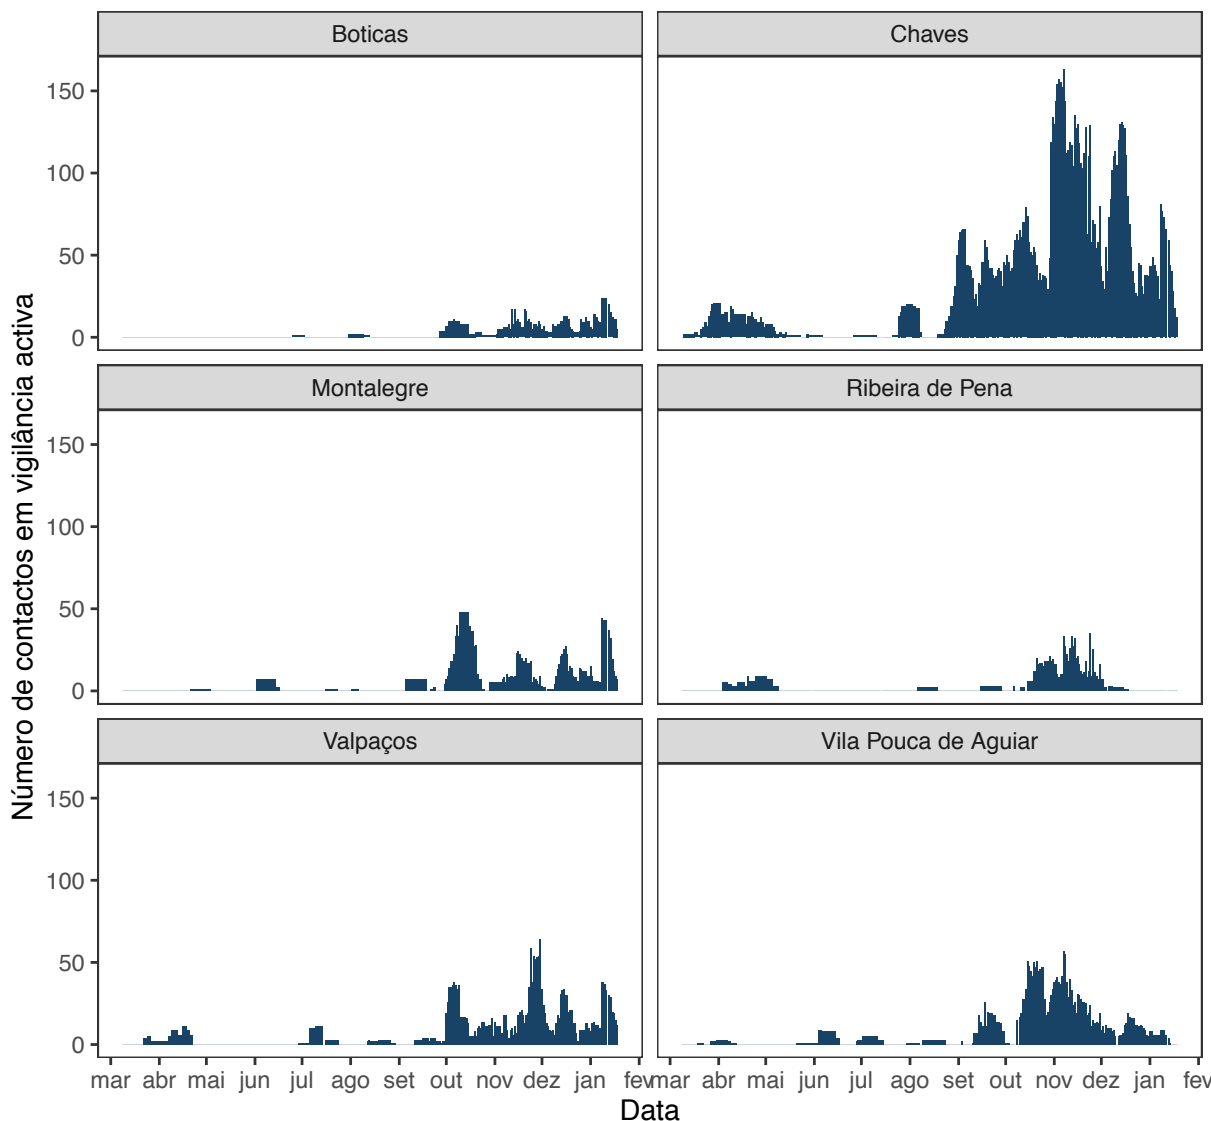 Boticas
Chaves
150
100
50
0
Montalegre
Ribeira de Pena
150
100
50
0
Valpaços
Vila Pouca de Aguiar
150
100
50
0
mar abr mai jun jul ago set out nov dez jan fev
mar abr mai jun jul ago set out nov dez jan fev
Data
Número de contactos em vigilância activa